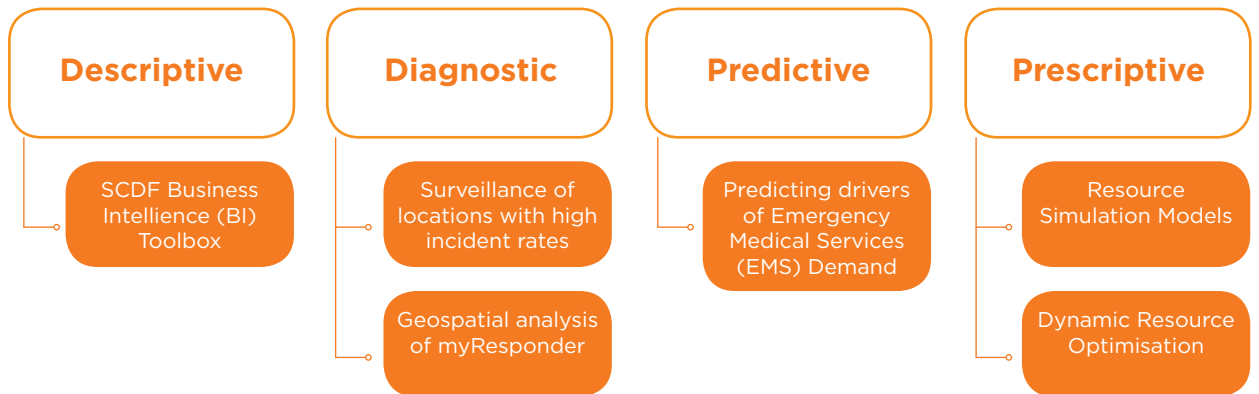 Descriptive
SCDF Business
Intellience (BI)
Toolbox
Diagnostic
Surveillance of
locations with high
incident rates
Geospatial analysis
of myResponder
Predictive
Predicting drivers
of Emergency
Medical Services
(EMS) Demand
Prescriptive
Resource
Simulation Models
Dynamic Resource
Optimisation